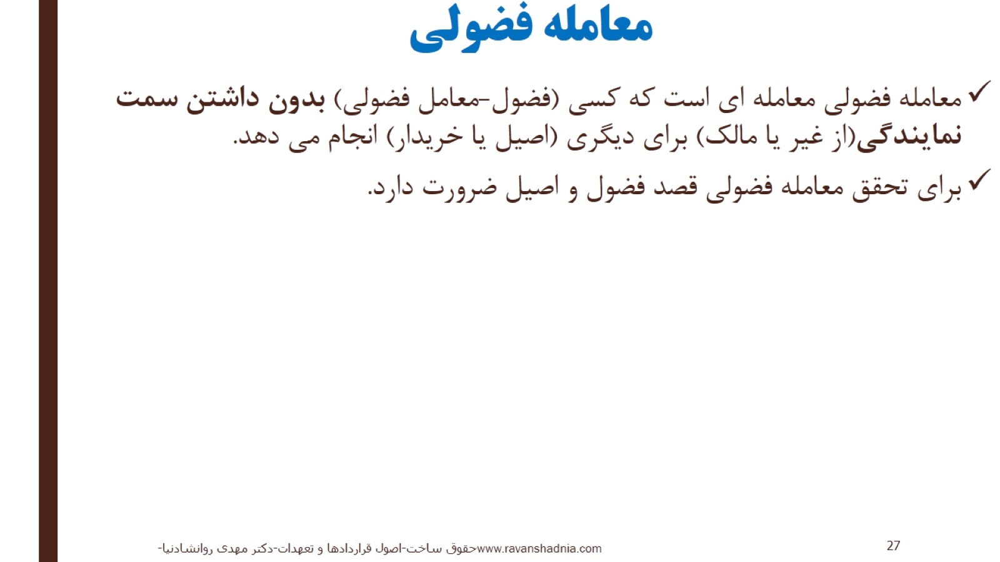 معامله فضولی
✓ معامله فضولی معامله ای است که کسی (فضول-معامل فضولی) بدون داشتن سمت
نمایندگی(از غیر یا مالک) برای دیگری (اصیل یا خریدار) انجام می دهد.
✓ برای تحقق معامله فضولی قصد فضول و اصیل ضرورت دارد.
حقوق ساخت-اصول قراردادها و تعهدات-دکتر مهدی روانشادنیا-www.ravanshadnia.com
27